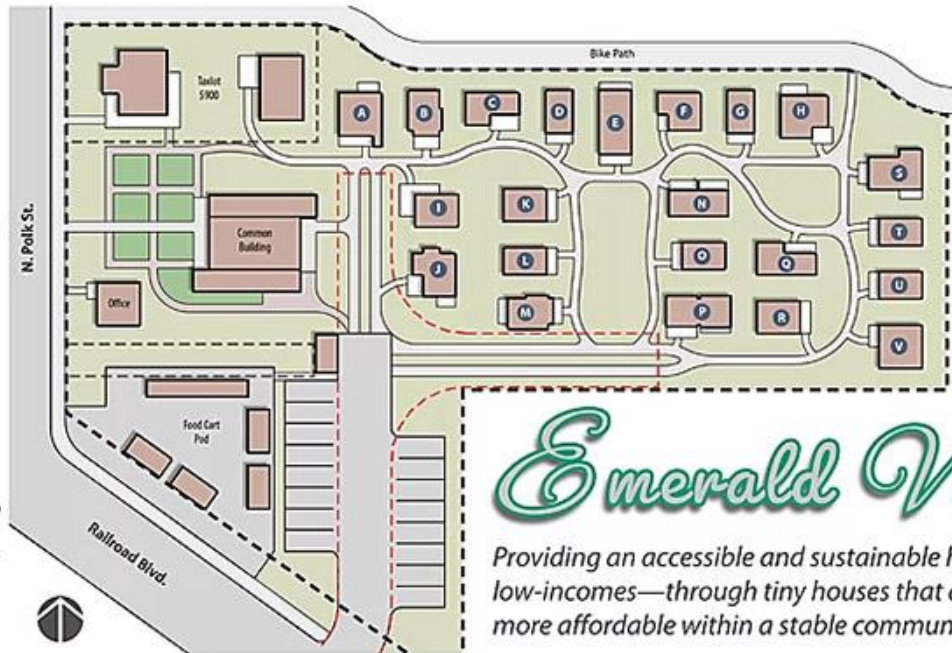 Bike Path
Taxlot
5900
A
B
C
D
E
F
G
H
S
I
K
N
T
N. Polk St.
Common
Building
J
L
O
Q
U
Office
M
P
R
V
Food Cart
Pod
Railroad Blvd.
Emerald V
Providing an accessible and sustainable
low-incomes—through tiny houses that
more affordable within a stable